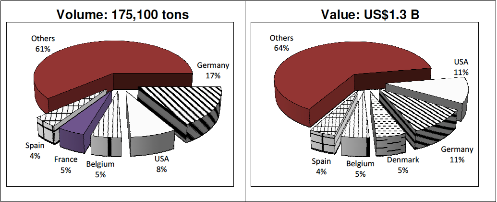 Volume: 175,100 tons
Others
61%
Germany
17%
USA
8%
Belgium
5%
France
5%
Spain
4%
Value: US$1.3 B
Others
64%
USA
11%
Germany
11%
Denmark
5%
Belgium
5%
Spain
4%